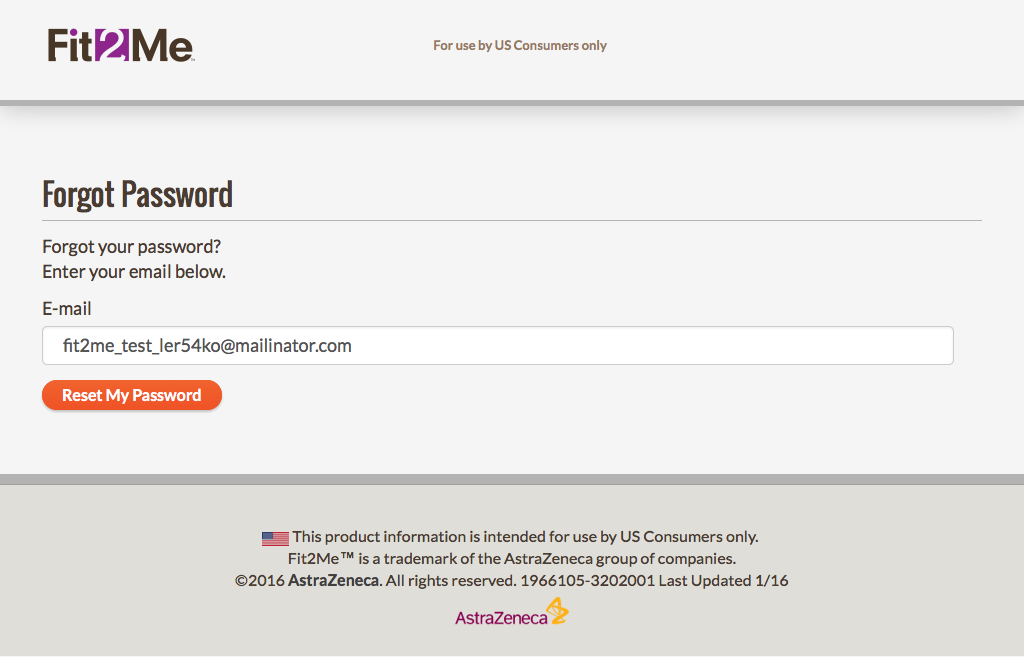 Fit2Me™
For use by US Consumers only
Forgot Password
Forgot your password?
Enter your email below.
E-mail
fit2me_test_ler54ko@mailinator.com
Reset My Password
This product information is intended for use by US Consumers only.
Fit2Me™ is a trademark of the AstraZeneca group of companies.
©2016 AstraZeneca. All rights reserved. 1966105-3202001 Last Updated 1/16
AstraZeneca